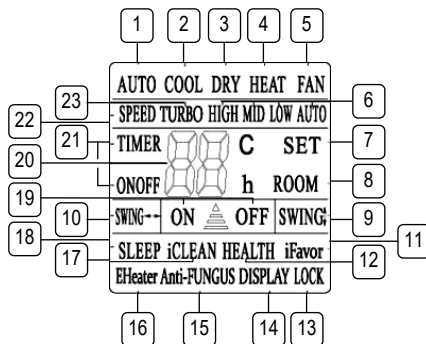 1 2 3 4 5
AUTO COOL DRY HEAT FAN
23 6
22 SPEED TURBO HIGH MID LOW AUTO
21 TIMER 88 C SET 7
20
19 ONOFF h ROOM 8
10 SWING ON OFF SWING 9
18 SLEEP iCLEAN HEALTH iFavor 11
17 12
EHeater Anti-FUNGUS DISPLAY LOCK
16 15 14 13